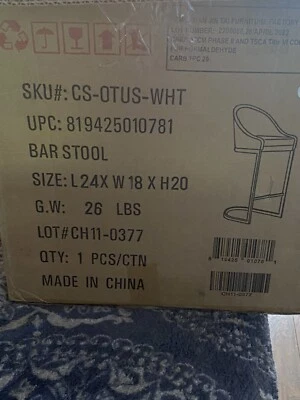 SKU#: CS-OTUS-WHT
UPC: 819425010781
BAR STOOL
SIZE: L24X W 18 X H20
G.W: 26 LBS
LOT#CH11-0377
QTY: 1 PCS/CTN
MADE IN CHINA